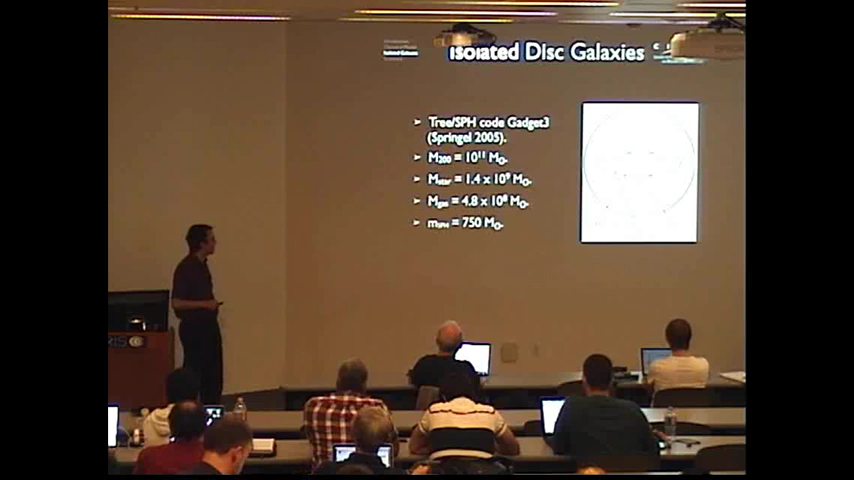 Isolated Disc Galaxies
➢ Tree/SPH code Gadget3
(Springel 2005).
➢ M200 = 10¹¹ M⊙.
➢ Mstar = 1.4 x 10⁹ M⊙.
➢ Mgas = 4.8 x 10⁸ M⊙.
➢ mSPH = 750 M⊙.